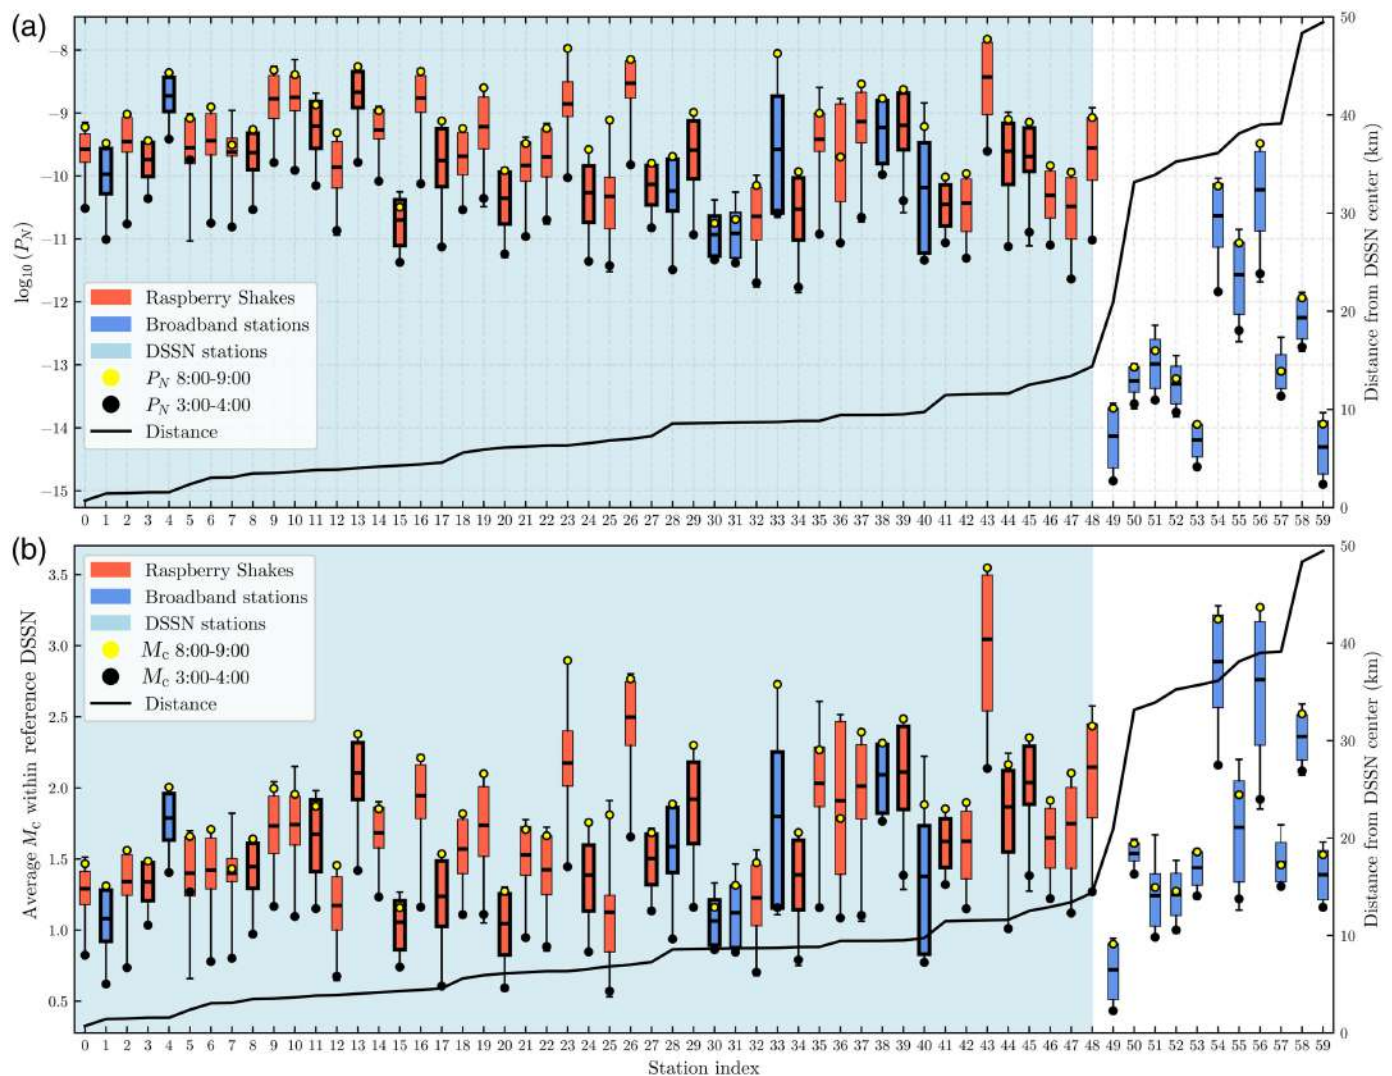 (a)
−8
−9
−10
−11
−12
−13
−14
−15
log₁₀(P_N)
Raspberry Shakes
Broadband stations
DSSN stations
P_N 8:00-9:00
P_N 3:00-4:00
Distance
50
40
30
20
10
0
Distance from DSSN center (km)
0 1 2 3 4 5 6 7 8 9 10 11 12 13 14 15 16 17 18 19 20 21 22 23 24 25 26 27 28 29 30 31 32 33 34 35 36 37 38 39 40 41 42 43 44 45 46 47 48 49 50 51 52 53 54 55 56 57 58 59
(b)
3.5
3.0
2.5
2.0
1.5
1.0
0.5
Average M_c within reference DSSN
Raspberry Shakes
Broadband stations
DSSN stations
M_c 8:00-9:00
M_c 3:00-4:00
Distance
50
40
30
20
10
0
Distance from DSSN center (km)
0 1 2 3 4 5 6 7 8 9 10 11 12 13 14 15 16 17 18 19 20 21 22 23 24 25 26 27 28 29 30 31 32 33 34 35 36 37 38 39 40 41 42 43 44 45 46 47 48 49 50 51 52 53 54 55 56 57 58 59
Station index